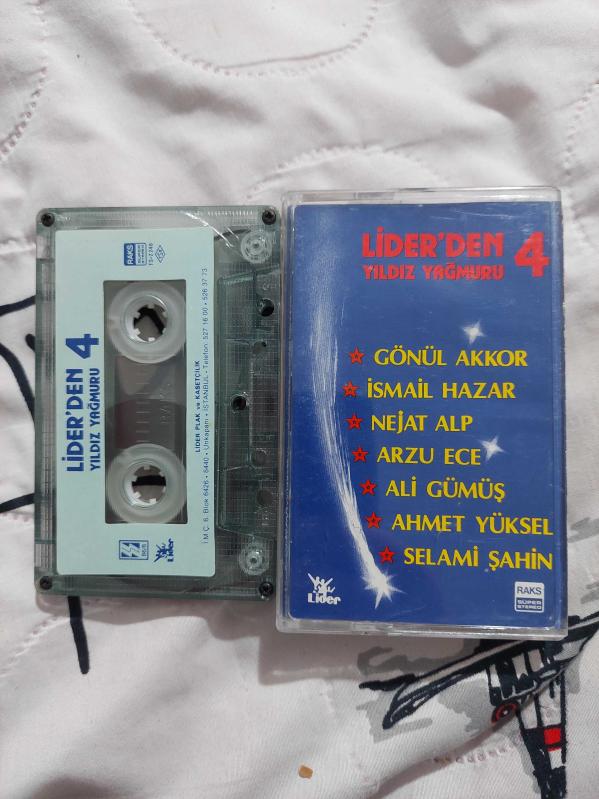 LİDER'DEN 4
YILDIZ YAĞMURU
GÖNÜL AKKOR
İSMAİL HAZAR
NEJAT ALP
ARZU ECE
ALİ GÜMÜŞ
AHMET YÜKSEL
SELAMİ ŞAHİN
Lider
RAKS
SÜPER
STEREO
LİDER'DEN 4
YILDIZ YAĞMURU
LİDER PLAK ve KASETÇİLİK
İ.M.Ç. 6. Blok 6426 - 6440 - Unkapanı - İSTANBUL - Telefon: 527 16 00 - 526 37 73
RAKS
Lider